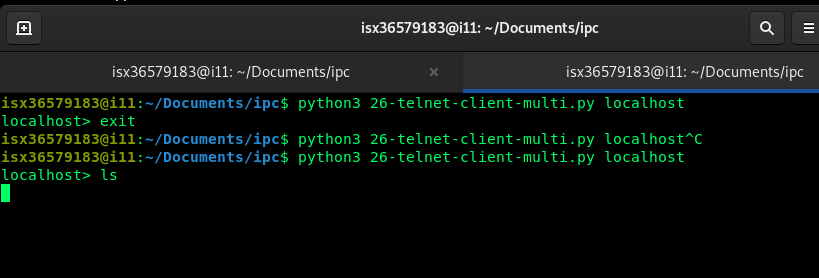 isx36579183@i11: ~/Documents/ipc
isx36579183@i11: ~/Documents/ipc × isx36579183@i11: ~/Documents/ipc
isx36579183@i11:~/Documents/ipc$ python3 26-telnet-client-multi.py localhost
localhost> exit
isx36579183@i11:~/Documents/ipc$ python3 26-telnet-client-multi.py localhost^C
isx36579183@i11:~/Documents/ipc$ python3 26-telnet-client-multi.py localhost
localhost> ls